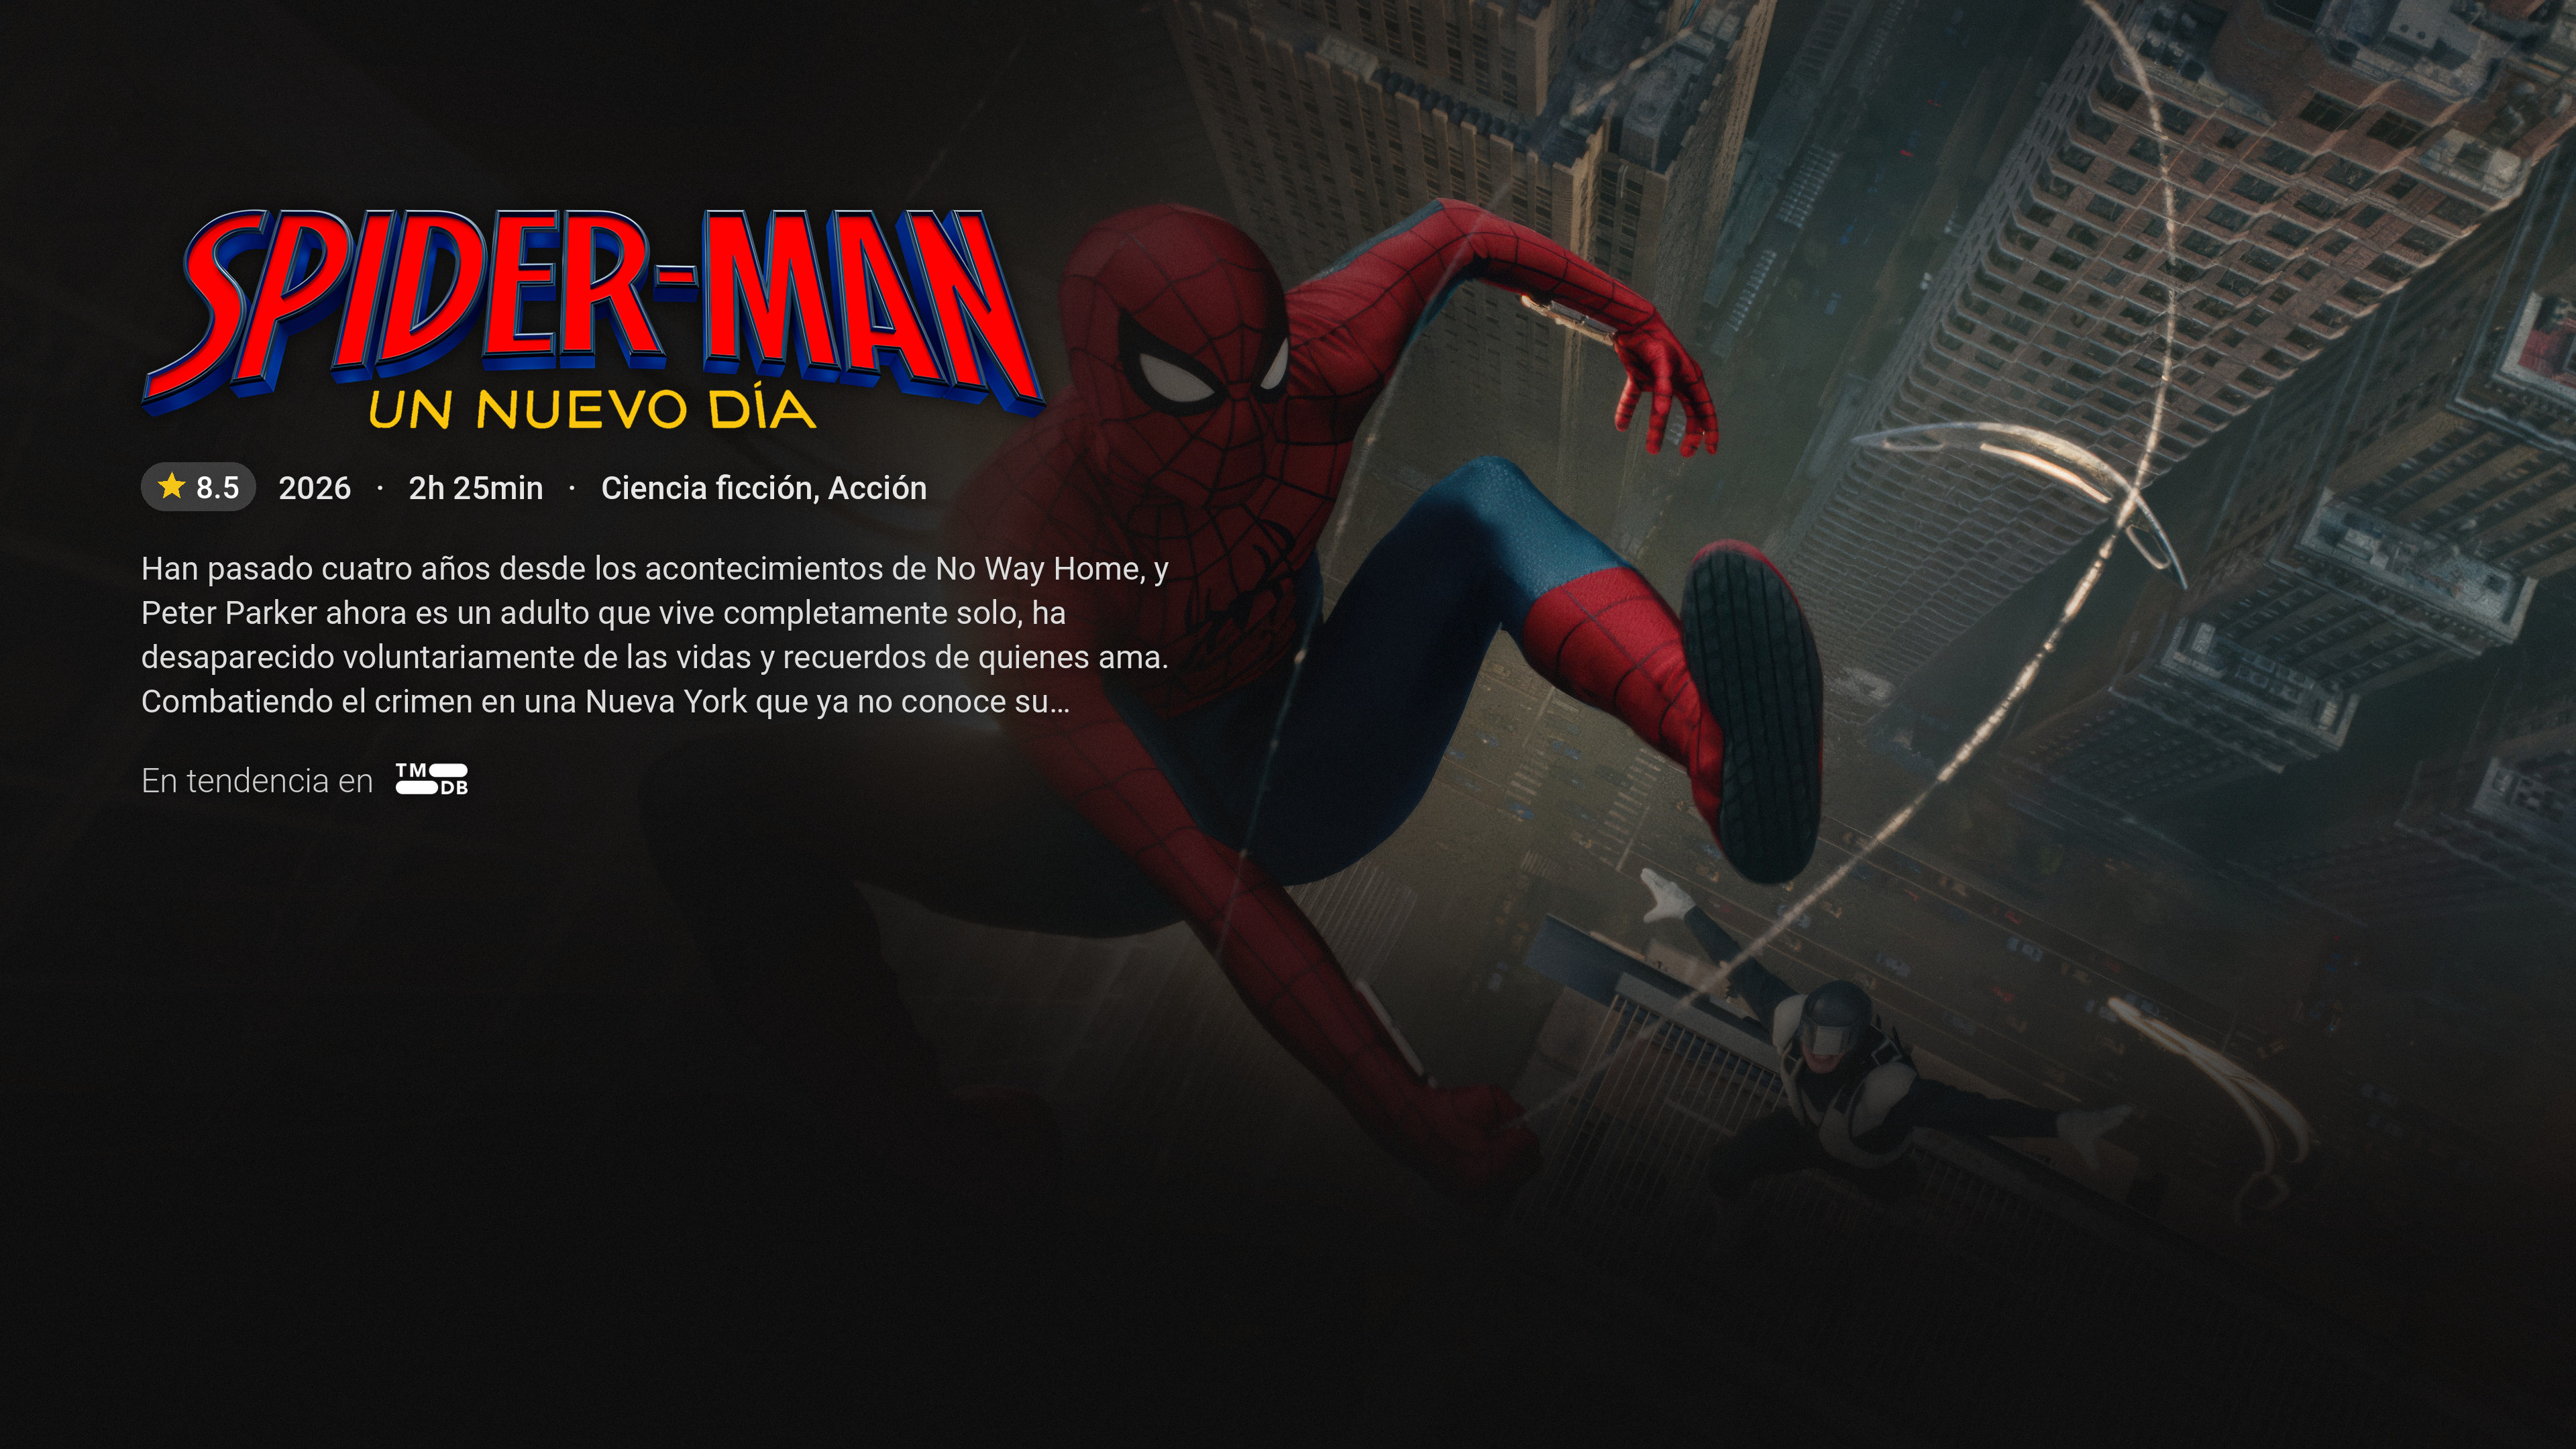 SPIDER-MAN
UN NUEVO DÍA
8.5 2026 · 2h 25min · Ciencia ficción, Acción
Han pasado cuatro años desde los acontecimientos de No Way Home, y
Peter Parker ahora es un adulto que vive completamente solo, ha
desaparecido voluntariamente de las vidas y recuerdos de quienes ama.
Combatiendo el crimen en una Nueva York que ya no conoce su…
En tendencia en TM
DB